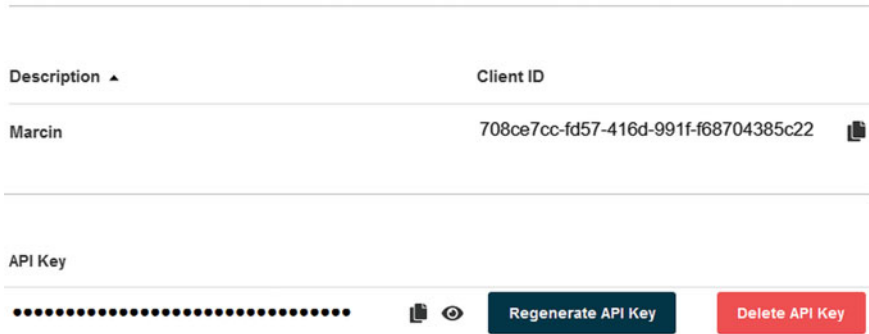 Description ▲ Client ID
Marcin 708ce7cc-fd57-416d-991f-f68704385c22
API Key
•••••••••••••••••••••••••••••••• Regenerate API Key Delete API Key